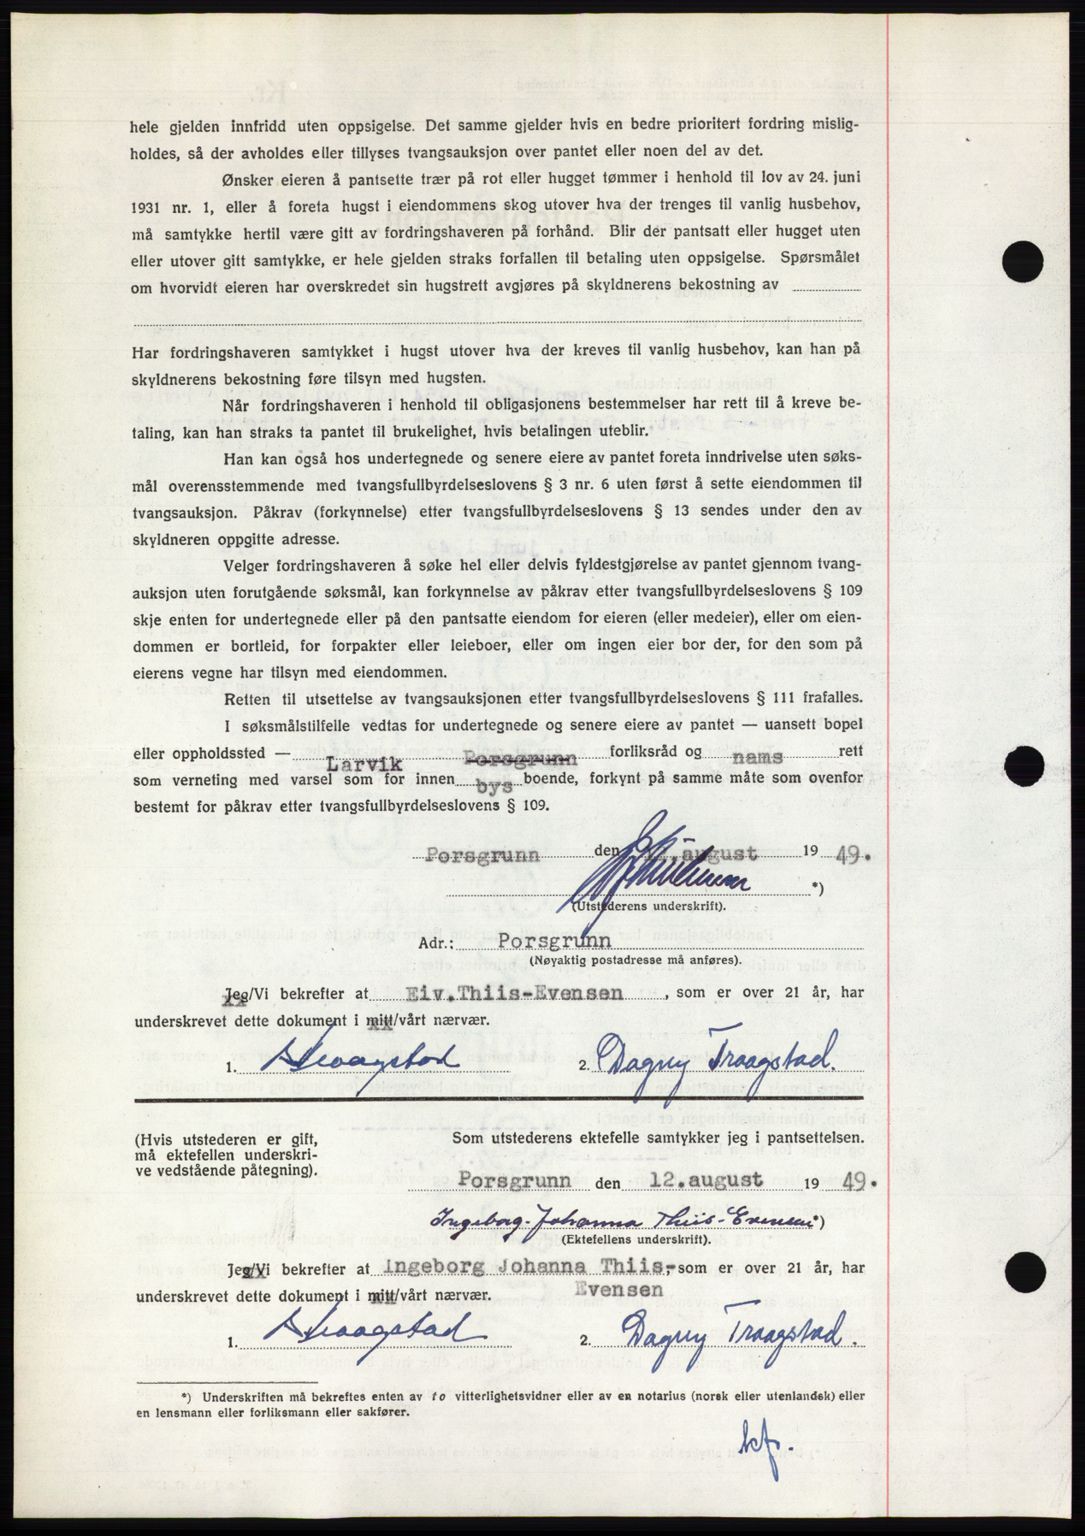 hele gjelden innfridd uten oppsigelse. Det samme gjelder hvis en bedre prioritert fordring mislig-
holdes, så der avholdes eller tillyses tvangsauksjon over pantet eller noen del av det.
Ønsker eieren å pantsette trær på rot eller hugget tømmer i henhold til lov av 24. juni
1931 nr. 1, eller å foreta hugst i eiendommens skog utover hva der trenges til vanlig husbehov,
må samtykke hertil være gitt av fordringshaveren på forhånd. Blir der pantsatt eller hugget uten
eller utover gitt samtykke, er hele gjelden straks forfallen til betaling uten oppsigelse. Spørsmålet
om hvorvidt eieren har overskredet sin hugstrett avgjøres på skyldnerens bekostning av
Har fordringshaveren samtykket i hugst utover hva der kreves til vanlig husbehov, kan han på
skyldnerens bekostning føre tilsyn med hugsten.
Når fordringshaveren i henhold til obligasjonens bestemmelser har rett til å kreve be-
taling, kan han straks ta pantet til brukelighet, hvis betalingen uteblir.
Han kan også hos undertegnede og senere eiere av pantet foreta inndrivelse uten søks-
mål overensstemmende med tvangsfullbyrdelseslovens § 3 nr. 6 uten først å sette eiendommen til
tvangsauksjon. Påkrav (forkynnelse) etter tvangsfullbyrdelseslovens § 13 sendes under den av
skyldneren oppgitte adresse.
Velger fordringshaveren å søke hel eller delvis fyldestgjørelse av pantet gjennom tvang-
auksjon uten forutgående søksmål, kan forkynnelse av påkrav etter tvangsfullbyrdelseslovens § 109
skje enten for undertegnede eller på den pantsatte eiendom for eieren (eller medeier), eller om eien-
dommen er bortleid, for forpakter eller leieboer, eller om ingen eier bor der, for den som på
eierens vegne har tilsyn med eiendommen.
Retten til utsettelse av tvangsauksjonen etter tvangsfullbyrdelseslovens § 111 frafalles.
I søksmålstilfelle vedtas for undertegnede og senere eiere av pantet — uansett bopel
eller oppholdssted — Larvik Porsgrunn forliksråd og nams rett
som verneting med varsel som for innen bys boende, forkynt på samme måte som ovenfor
bestemt for påkrav etter tvangsfullbyrdelseslovens § 109.
Porsgrunn den 12. august 19 49.
*)
(Utstederens underskrift).
Adr.: Porsgrunn
(Nøyaktig postadresse må anføres).
Jeg/Vi bekrefter at Eiv.Thiis-Evensen, som er over 21 år, har
underskrevet dette dokument i mitt/vårt nærvær.
1. 2. Dagny Traagstad.
(Hvis utstederen er gift, Som utstederens ektefelle samtykker jeg i pantsettelsen.
må ektefellen underskri-
ve vedstående påtegning).
Porsgrunn den 12.august 19 49.
Ingeborg Johanna Thiis-Evensen *)
(Ektefellens underskrift).
Jeg/Vi bekrefter at Ingeborg Johanna Thiis-, som er over 21 år, har
underskrevet dette dokument i mitt/vårt nærvær. Evensen
1. 2. Dagny Traagstad.
*) Underskriften må bekreftes enten av to vitterlighetsvidner eller av en notarius (norsk eller utenlandsk) eller
en lensmann eller forliksmann eller sakfører.